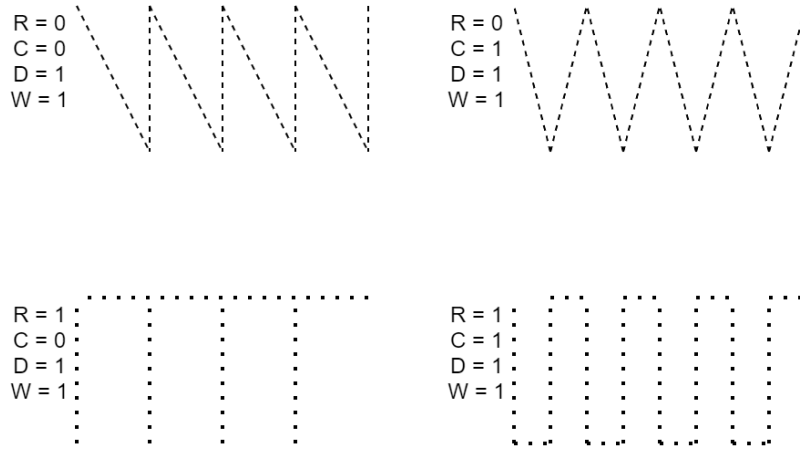 R = 0
C = 0
D = 1
W = 1
R = 0
C = 1
D = 1
W = 1
R = 1
C = 0
D = 1
W = 1
R = 1
C = 1
D = 1
W = 1